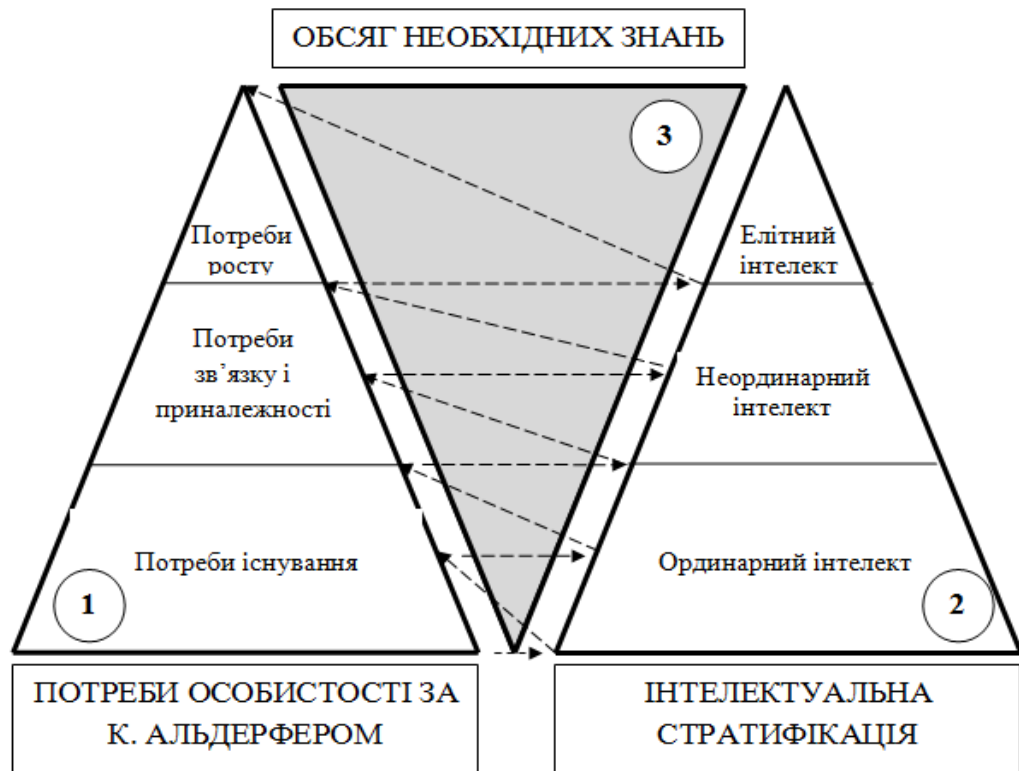 ОБСЯГ НЕОБХІДНИХ ЗНАНЬ
3
Потреби
росту
Елітний
інтелект
Потреби
зв’язку і
приналежності
Неординарний
інтелект
Потреби існування
Ординарний інтелект
1
2
ПОТРЕБИ ОСОБИСТОСТІ ЗА
К. АЛЬДЕРФЕРОМ
ІНТЕЛЕКТУАЛЬНА
СТРАТИФІКАЦІЯ